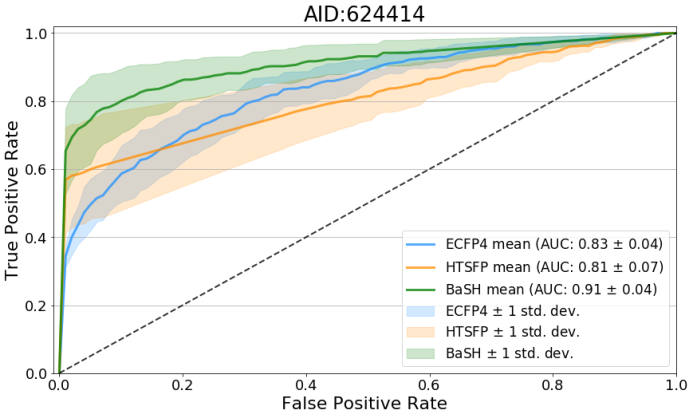 AID:624414
1.0
0.8
0.6
0.4
0.2
0.0
True Positive Rate
0.0
0.2
0.4
0.6
0.8
1.0
False Positive Rate
ECFP4 mean (AUC: 0.83 ± 0.04)
HTSFP mean (AUC: 0.81 ± 0.07)
BaSH mean (AUC: 0.91 ± 0.04)
ECFP4 ± 1 std. dev.
HTSFP ± 1 std. dev.
BaSH ± 1 std. dev.